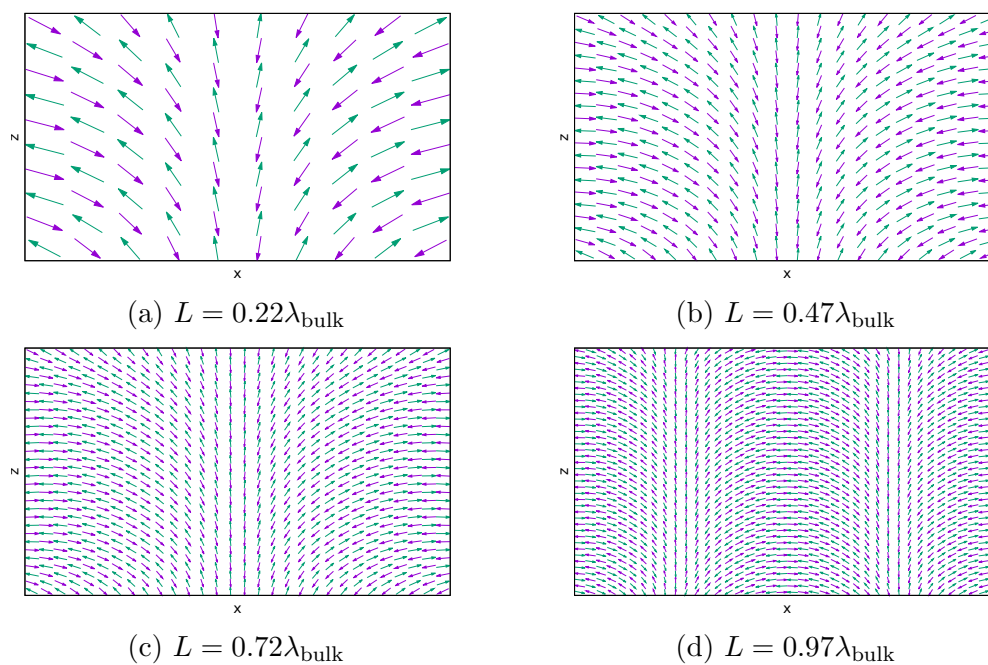 z
x
(a) L = 0.22λbulk
z
x
(b) L = 0.47λbulk
z
x
(c) L = 0.72λbulk
z
x
(d) L = 0.97λbulk